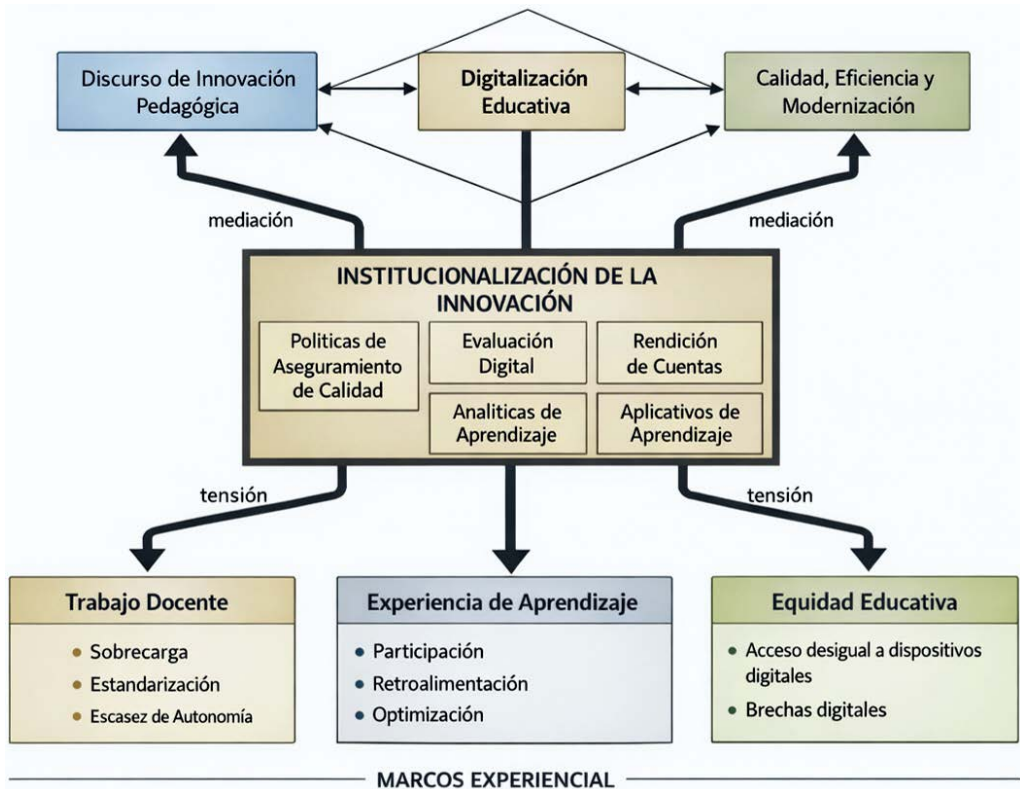 Discurso de Innovación
Pedagógica
Digitalización
Educativa
Calidad, Eficiencia y
Modernización
mediación
mediación
INSTITUCIONALIZACIÓN DE LA
INNOVACIÓN
Politicas de
Aseguramiento
de Calidad
Evaluación
Digital
Rendición
de Cuentas
Analiticas de
Aprendizaje
Aplicativos de
Aprendizaje
tensión
tensión
Trabajo Docente
• Sobrecarga
• Estandarización
• Escasez de Autonomía
Experiencia de Aprendizaje
• Participación
• Retroalimentación
• Optimización
Equidad Educativa
• Acceso desigual a dispositivos
digitales
• Brechas digitales
MARCOS EXPERIENCIAL